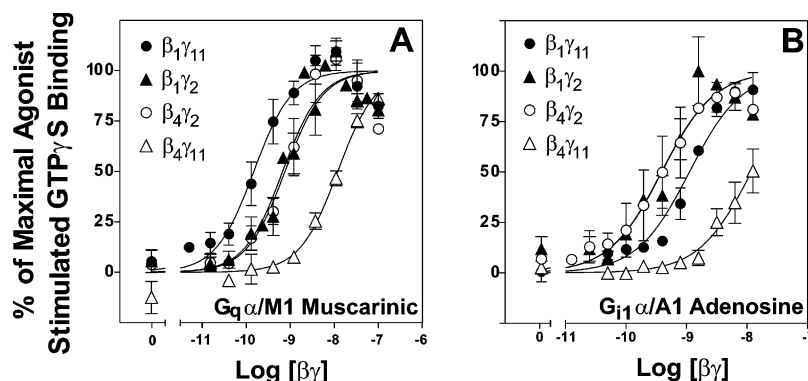 % of Maximal Agonist
Stimulated GTPγS Binding
A
β1γ11
β1γ2
β4γ2
β4γ11
100
75
50
25
0
Gqα/M1 Muscarinic
0 -11 -10 -9 -8 -7 -6
Log [βγ]
B
β1γ11
β1γ2
β4γ2
β4γ11
100
75
50
25
0
Gi1α/A1 Adenosine
0 -11 -10 -9 -8 -7
Log [βγ]